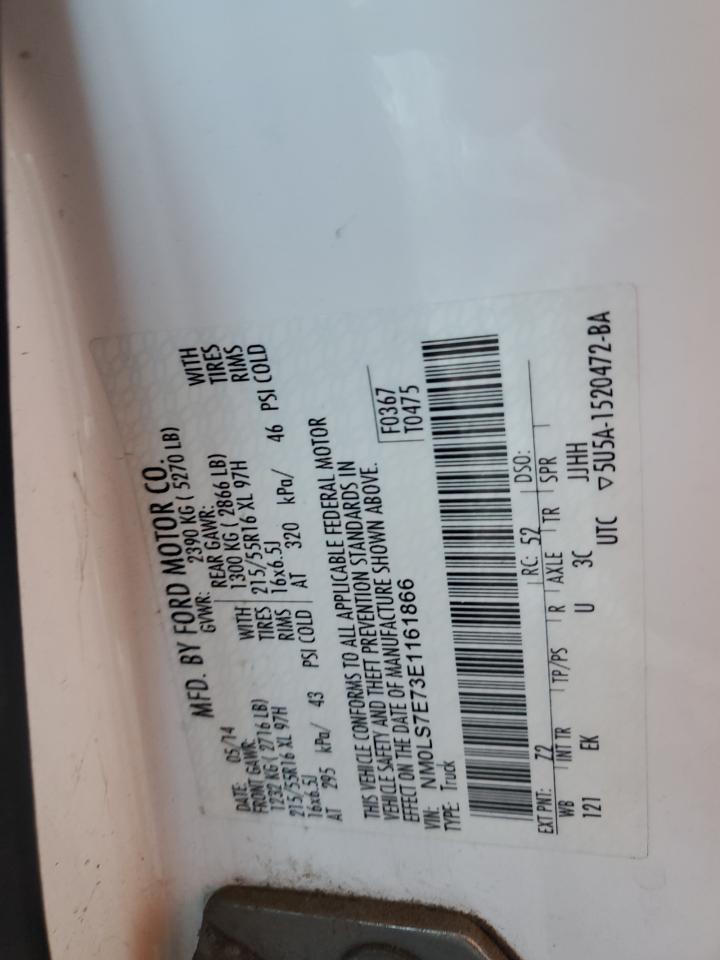 MFD. BY FORD MOTOR CO.
DATE: 05/14 GVWR: 2390 KG ( 5270 LB)
FRONT GAWR: REAR GAWR: WITH
1232 KG ( 2716 LB) WITH 1300 KG ( 2866 LB) TIRES
215/55R16 XL 97H TIRES 215/55R16 XL 97H RIMS
16x6.5J RIMS 16x6.5J
AT 295 kPa/ 43 PSI COLD AT 320 kPa/ 46 PSI COLD
THIS VEHICLE CONFORMS TO ALL APPLICABLE FEDERAL MOTOR
VEHICLE SAFETY AND THEFT PREVENTION STANDARDS IN
EFFECT ON THE DATE OF MANUFACTURE SHOWN ABOVE.
VIN: NM0LS7E73E1161866 F0367
TYPE: Truck T0475
EXT PNT: Z2 RC: 52 DSO:
WB INT TR TP/PS R AXLE TR SPR
121 EK U 3C JJHH
UTC ▽5U5A-1520472-BA